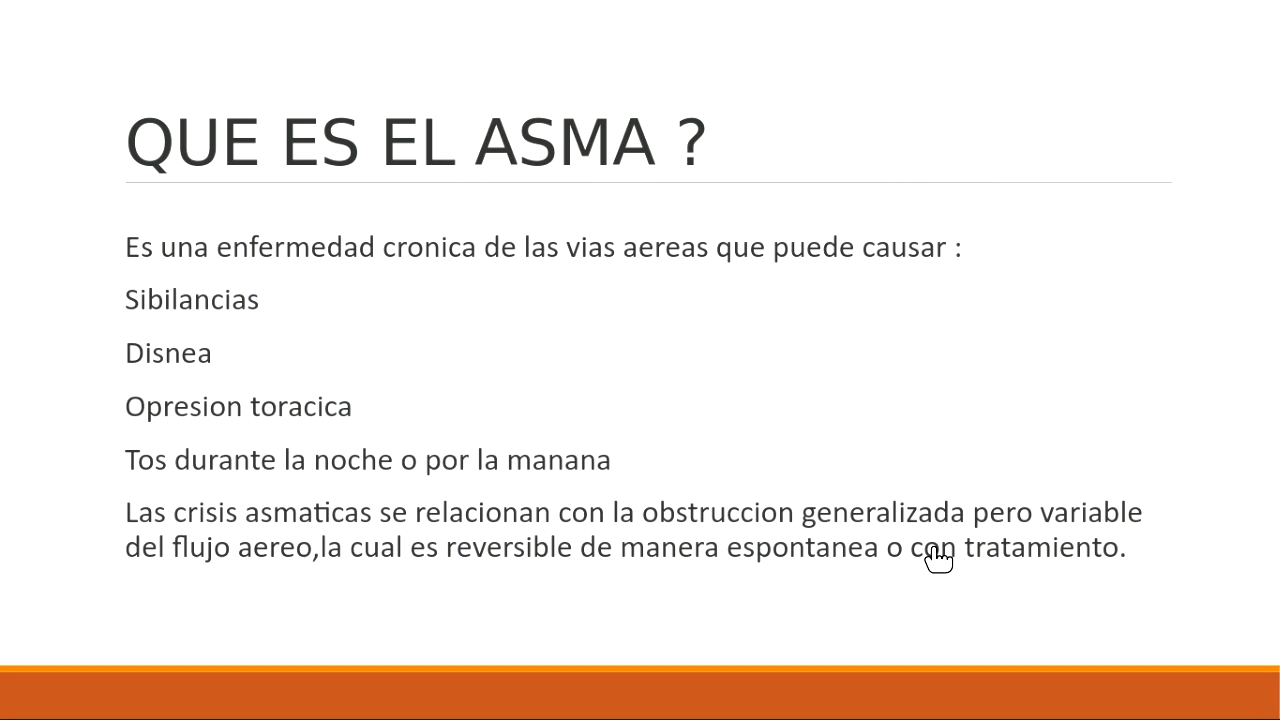 QUE ES EL ASMA ?
Es una enfermedad cronica de las vias aereas que puede causar :
Sibilancias
Disnea
Opresion toracica
Tos durante la noche o por la manana
Las crisis asmaticas se relacionan con la obstruccion generalizada pero variable
del flujo aereo,la cual es reversible de manera espontanea o con tratamiento.